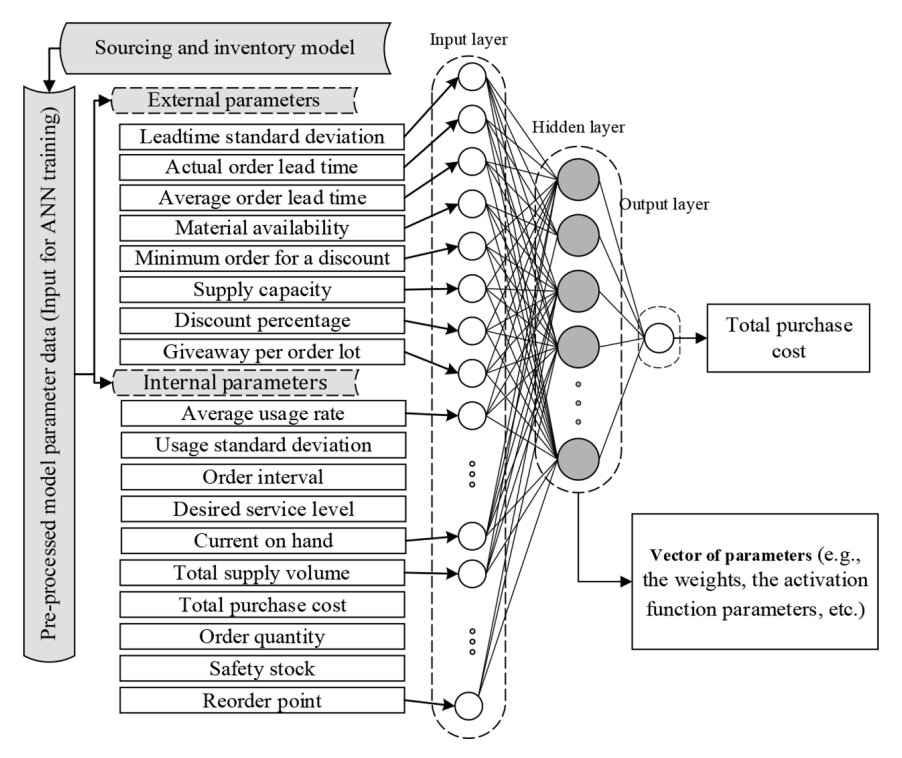 Sourcing and inventory model
Pre-processed model parameter data (Input for ANN training)
External parameters
Leadtime standard deviation
Actual order lead time
Average order lead time
Material availability
Minimum order for a discount
Supply capacity
Discount percentage
Giveaway per order lot
Internal parameters
Average usage rate
Usage standard deviation
Order interval
Desired service level
Current on hand
Total supply volume
Total purchase cost
Order quantity
Safety stock
Reorder point
Input layer
Hidden layer
Output layer
Total purchase
cost
Vector of parameters (e.g.,
the weights, the activation
function parameters, etc.)